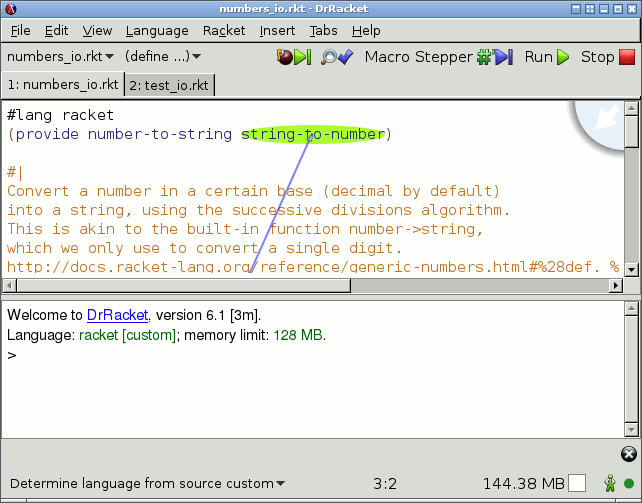 numbers_io.rkt - DrRacket
File Edit View Language Racket Insert Tabs Help
numbers_io.rkt (define ...) Macro Stepper Run Stop
1: numbers_io.rkt 2: test_io.rkt
#lang racket
(provide number-to-string string-to-number)
#|
Convert a number in a certain base (decimal by default)
into a string, using the successive divisions algorithm.
This is akin to the built-in function number->string,
which we only use to convert a single digit.
http://docs.racket-lang.org/reference/generic-numbers.html#%28def._%
Welcome to DrRacket, version 6.1 [3m].
Language: racket [custom]; memory limit: 128 MB.
>
Determine language from source custom 3:2 144.38 MB